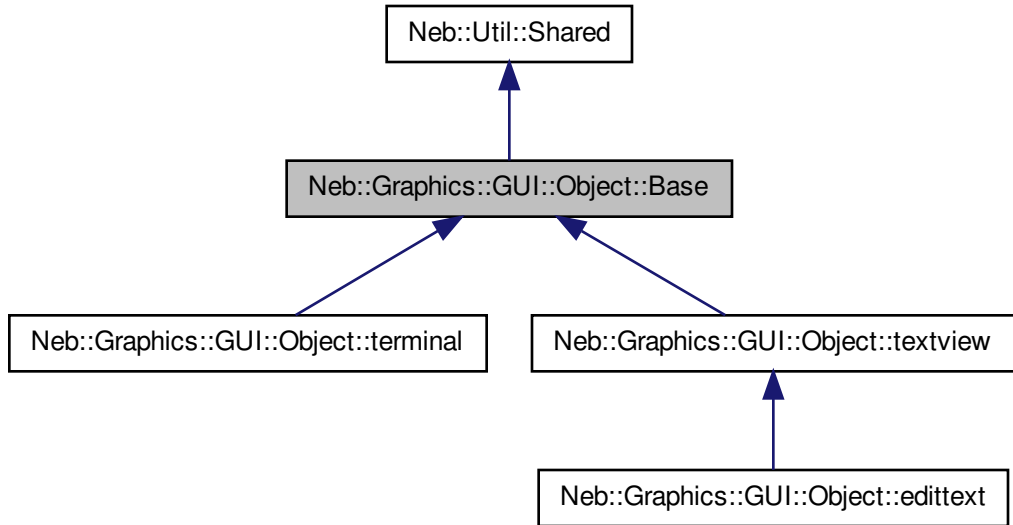 Neb::Util::Shared
Neb::Graphics::GUI::Object::Base
Neb::Graphics::GUI::Object::terminal
Neb::Graphics::GUI::Object::textview
Neb::Graphics::GUI::Object::edittext